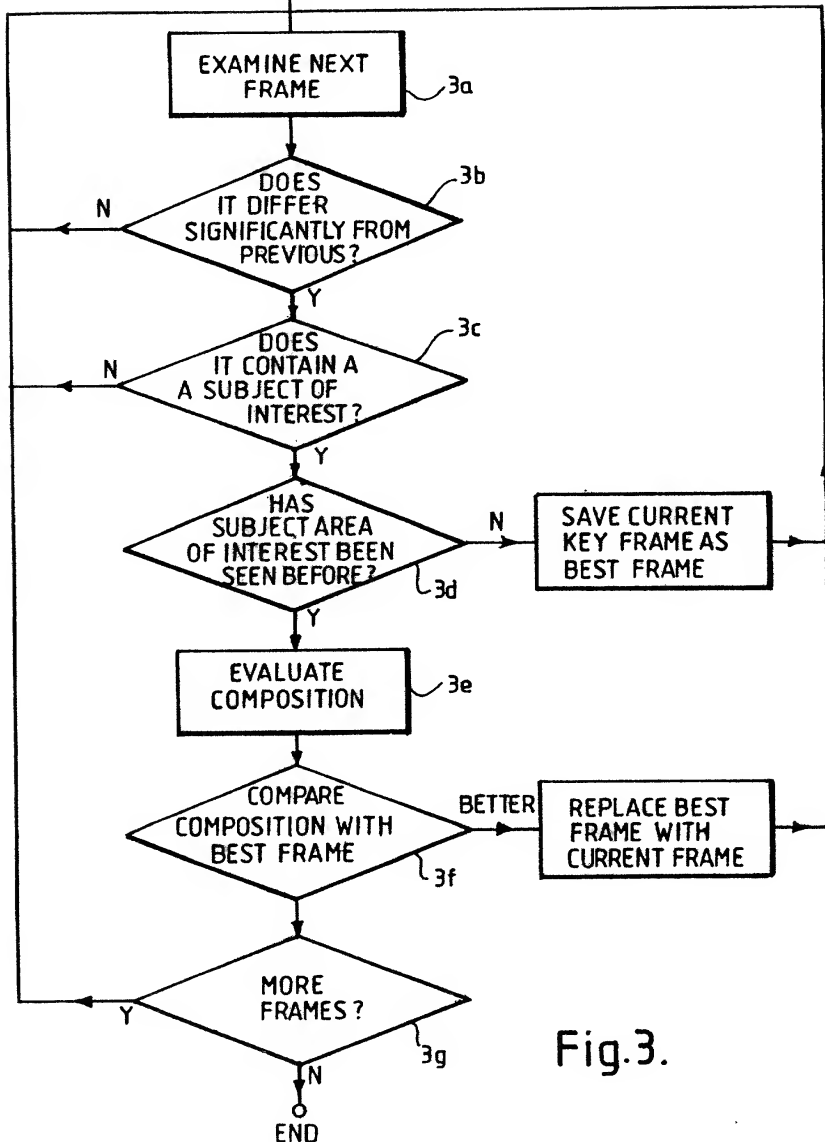 EXAMINE NEXT
FRAME
3a
DOES
IT DIFFER
SIGNIFICANTLY FROM
PREVIOUS?
3b
N
Y
DOES
IT CONTAIN A
A SUBJECT OF
INTEREST?
3c
N
Y
HAS
SUBJECT AREA
OF INTEREST BEEN
SEEN BEFORE?
3d
N
SAVE CURRENT
KEY FRAME AS
BEST FRAME
Y
EVALUATE
COMPOSITION
3e
COMPARE
COMPOSITION WITH
BEST FRAME
3f
BETTER
REPLACE BEST
FRAME WITH
CURRENT FRAME
MORE
FRAMES?
3g
Y
N
END
Fig.3.